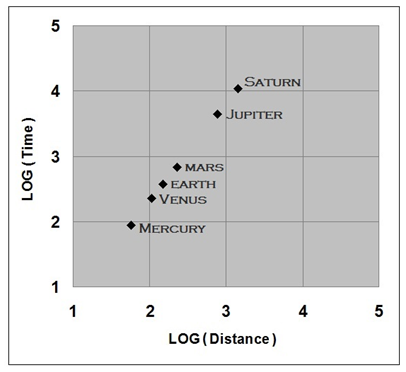 5
4
3
2
1
LOG ( Time )
SATURN
JUPITER
MARS
EARTH
VENUS
MERCURY
1 2 3 4 5
LOG ( Distance )